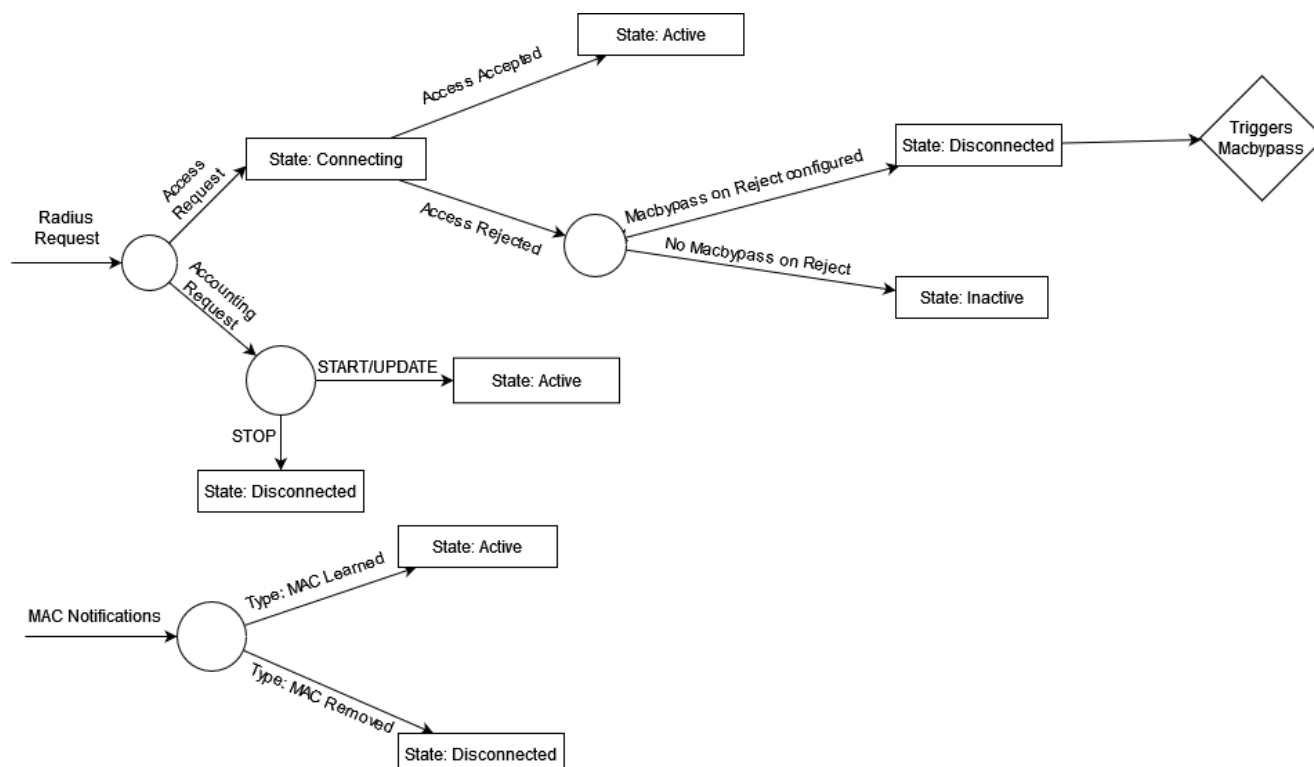 State: Active
Access Accepted
Triggers
Macbypass
State: Connecting
State: Disconnected
Macbypass on Reject configured
Access
Request
Radius
Request
Access Rejected
No Macbypass on Reject
State: Inactive
Accounting
Request
START/UPDATE
State: Active
STOP
State: Disconnected
State: Active
Type: MAC Learned
MAC Notifications
Type: MAC Removed
State: Disconnected